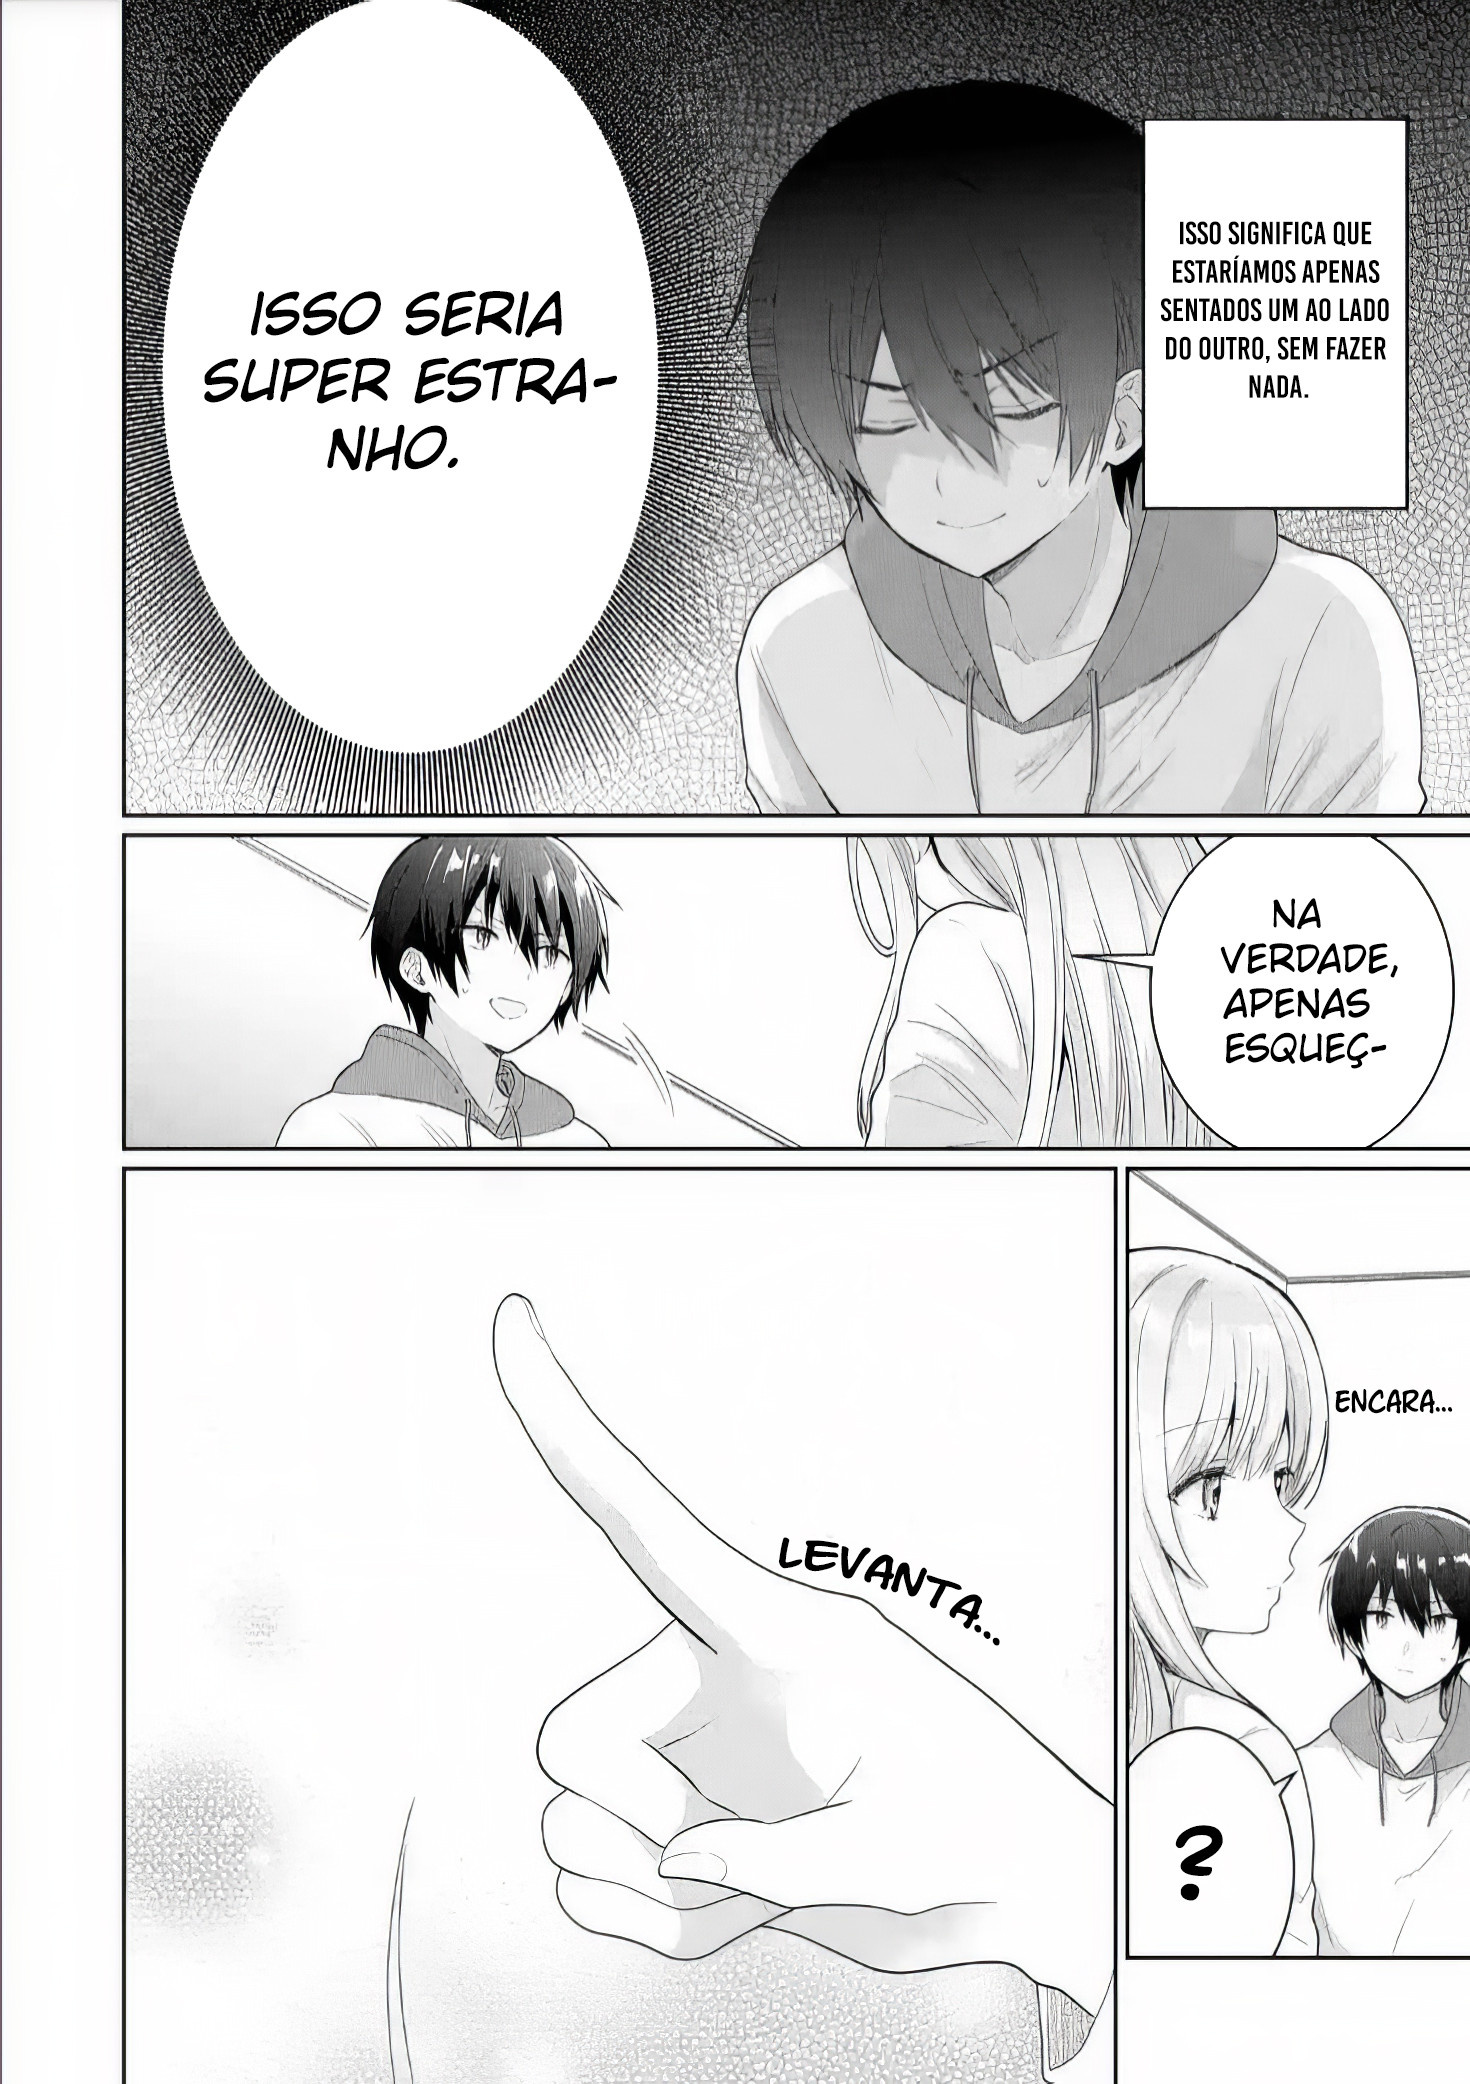 ISSO SIGNIFICA QUE
ESTARÍAMOS APENAS
SENTADOS UM AO LADO
DO OUTRO, SEM FAZER
NADA.
ISSO SERIA
SUPER ESTRA-
NHO.
NA
VERDADE,
APENAS
ESQUEÇ-
ENCARA...
?
LEVANTA...